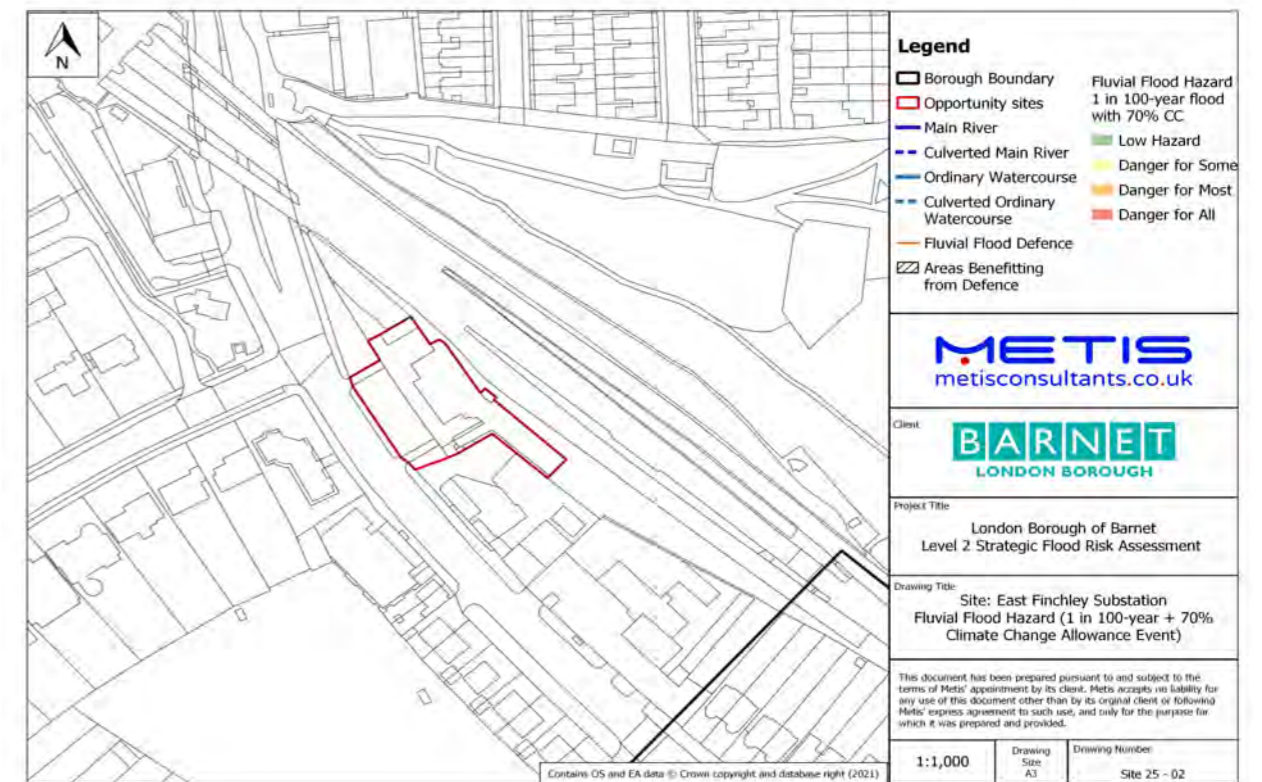 N
Legend
Borough Boundary
Opportunity sites
Main River
Culverted Main River
Ordinary Watercourse
Culverted Ordinary
Watercourse
Fluvial Flood Defence
Areas Benefitting
from Defence
Fluvial Flood Hazard
1 in 100-year flood
with 70% CC
Low Hazard
Danger for Some
Danger for Most
Danger for All
METIS
metisconsultants.co.uk
Client
BARNET
LONDON BOROUGH
Project Title
London Borough of Barnet
Level 2 Strategic Flood Risk Assessment
Drawing Title
Site: East Finchley Substation
Fluvial Flood Hazard (1 in 100-year + 70%
Climate Change Allowance Event)
This document has been prepared pursuant to and subject to the
terms of Metis' appointment by its client. Metis accepts no liability for
any use of this document other than by its orginal client or following
Metis' express agreement to such use, and only for the purpose for
which it was prepared and provided.
1:1,000
Drawing
Size
A3
Drawing Number
Site 25 - 02
Contains OS and EA data © Crown copyright and database right (2021)